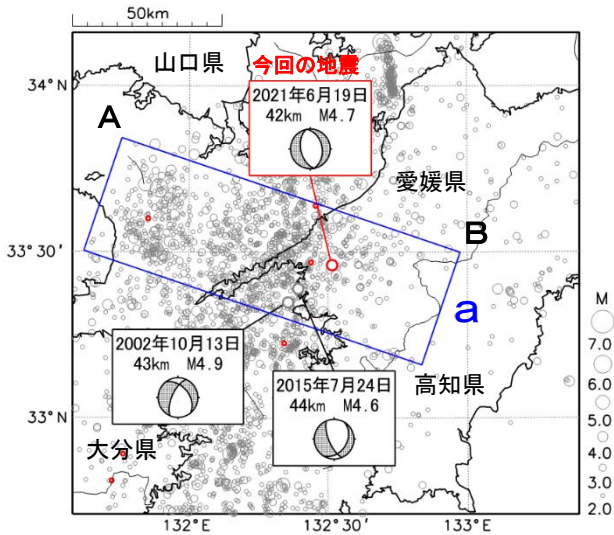 50km
34°N
山口県
今回の地震
2021年6月19日
42km M4.7
A
愛媛県
33°30′
B
a
M
7.0
6.0
5.0
4.0
3.0
2.0
2002年10月13日
43km M4.9
2015年7月24日
44km M4.6
高知県
33°N
大分県
132°E
132°30′
133°E